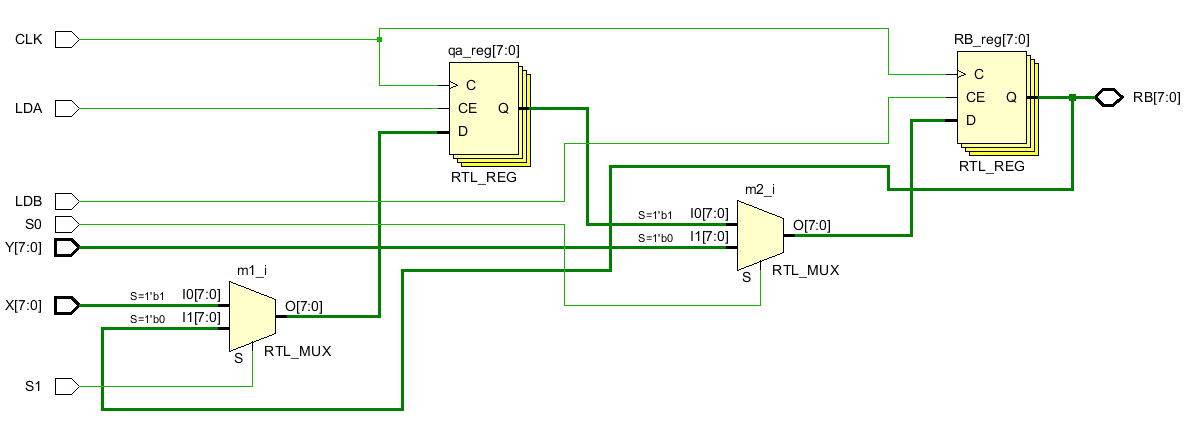 CLK
qa_reg[7:0]
RB_reg[7:0]
C
C
LDA
CE
Q
CE
Q
RB[7:0]
D
D
RTL_REG
RTL_REG
m2_i
LDB
S0
S=1'b1
I0[7:0]
O[7:0]
Y[7:0]
S=1'b0
I1[7:0]
S
RTL_MUX
m1_i
X[7:0]
S=1'b1
I0[7:0]
O[7:0]
S=1'b0
I1[7:0]
S
RTL_MUX
S1